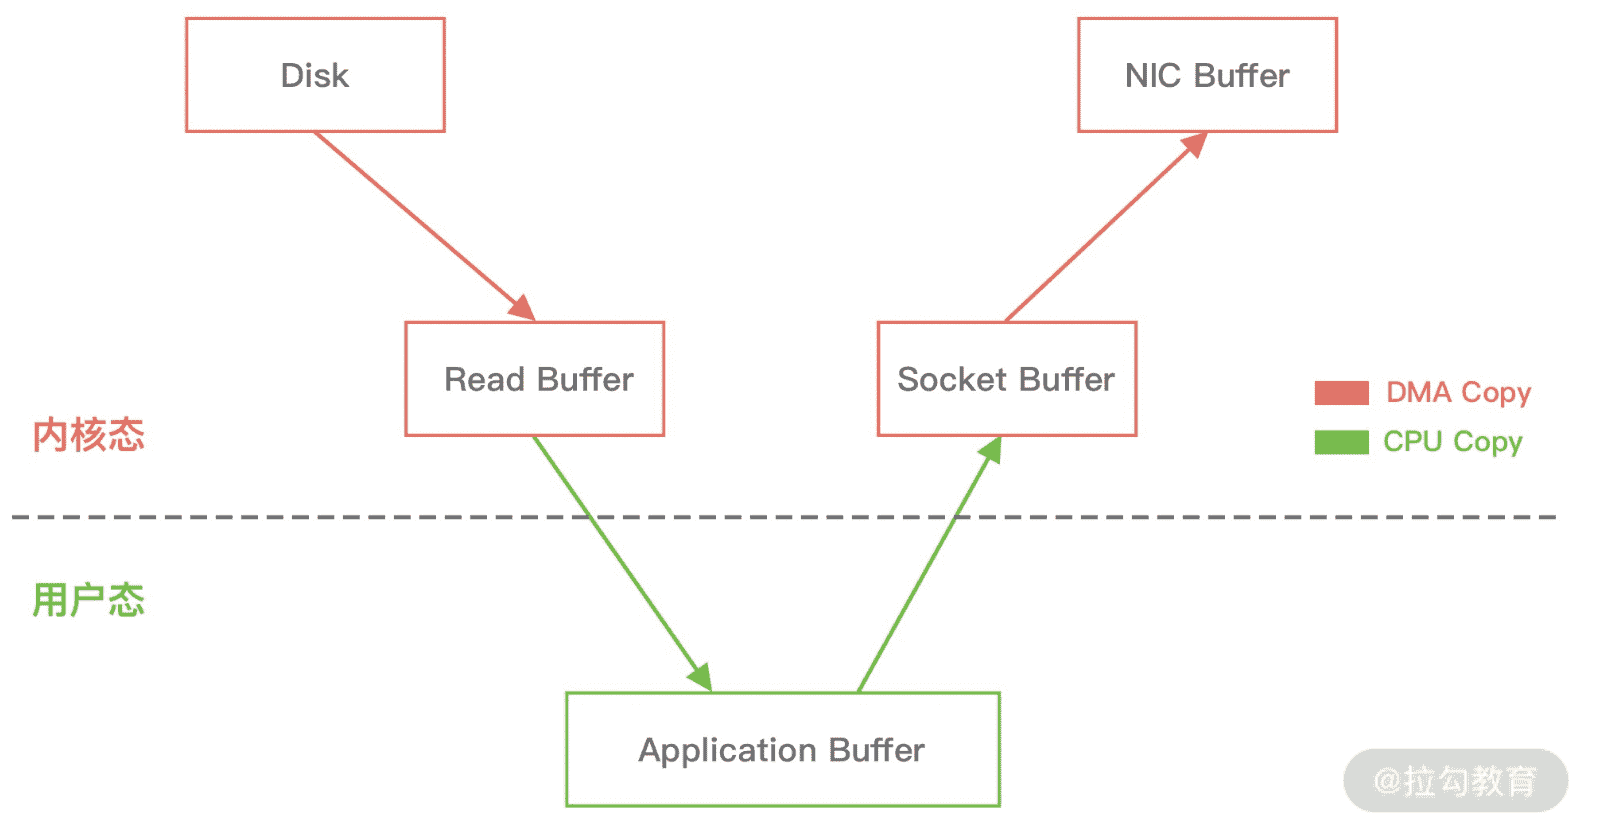 Disk
NIC Buffer
Read Buffer
Socket Buffer
DMA Copy
CPU Copy
内核态
用户态
Application Buffer
@拉勾教育